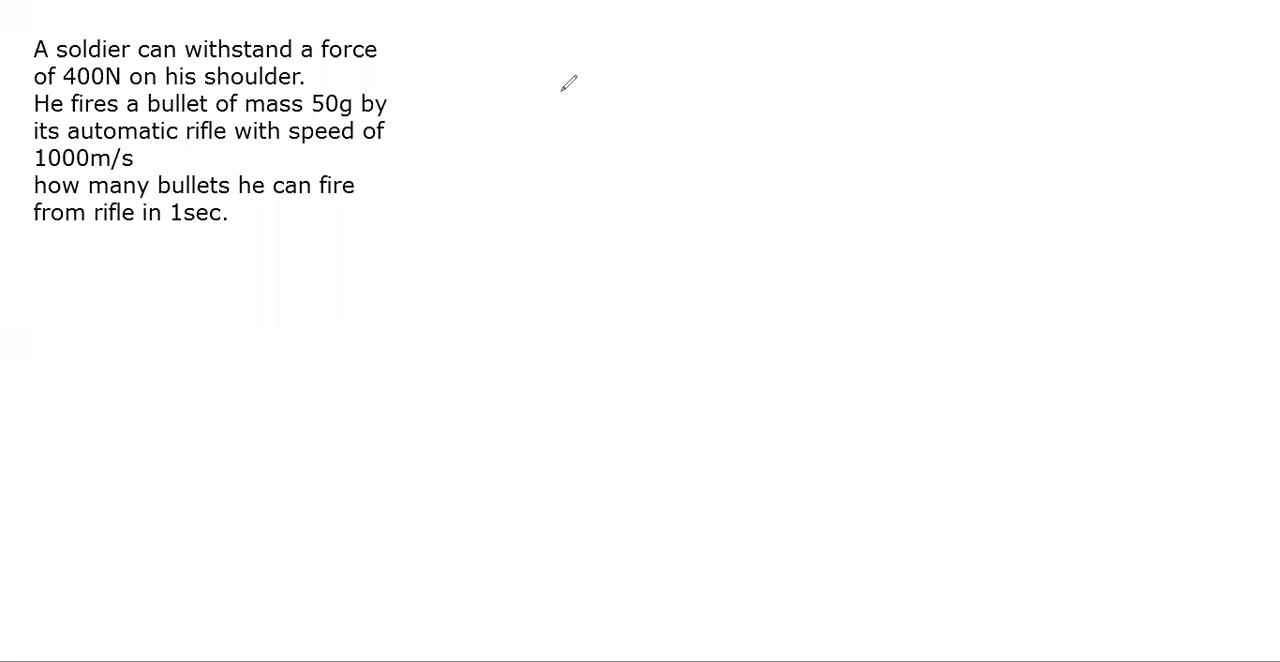 A soldier can withstand a force
of 400N on his shoulder.
He fires a bullet of mass 50g by
its automatic rifle with speed of
1000m/s
how many bullets he can fire
from rifle in 1sec.